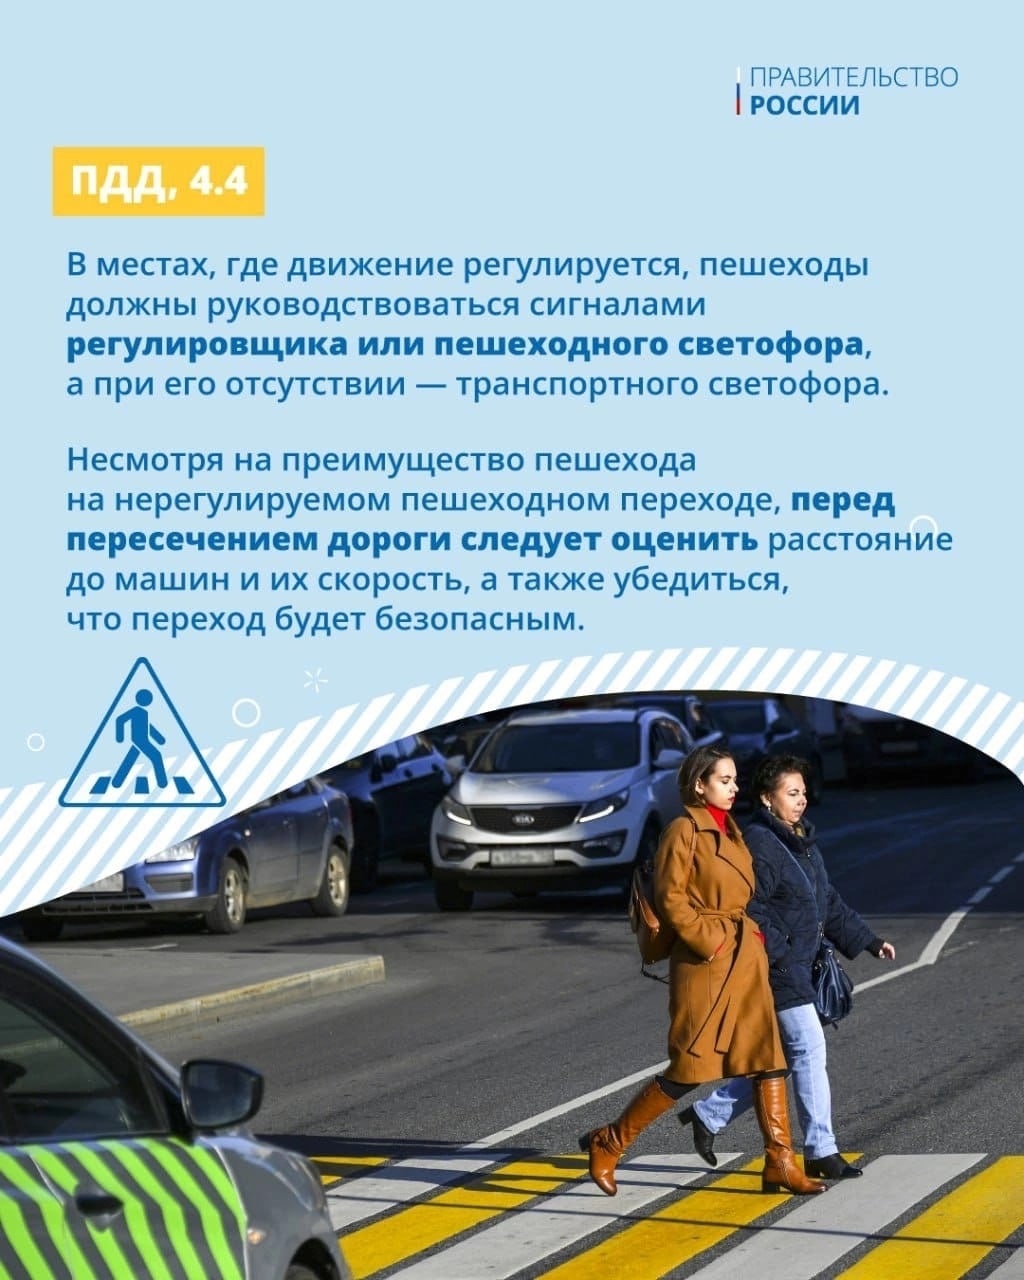 ПРАВИТЕЛЬСТВО
РОССИИ
ПДД, 4.4
В местах, где движение регулируется, пешеходы
должны руководствоваться сигналами
регулировщика или пешеходного светофора,
а при его отсутствии — транспортного светофора.
Несмотря на преимущество пешехода
на нерегулируемом пешеходном переходе, перед
пересечением дороги следует оценить расстояние
до машин и их скорость, а также убедиться,
что переход будет безопасным.
KIA